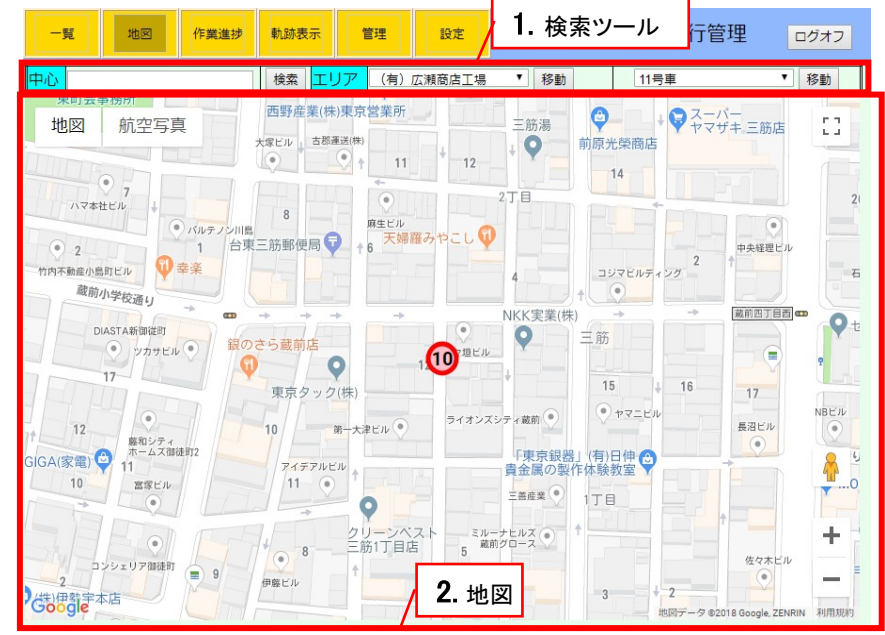 一覧 地図 作業進捗 軌跡表示 管理 設定 1. 検索ツール 行管理 ログオフ
中心 検索 エリア （有）広瀬商店工場 移動 11号車 移動
東町会事務所
地図 航空写真
西野産業(株)東京営業所
三筋湯
前原光榮商店
スーパー
ヤマザキ 三筋店
大塚ビル
古郡運送(株)
11
12
14
7
ハマ本社ビル
2丁目
8
パルテノン川島
1
麻生ビル
天婦羅みやこし
台東三筋郵便局
6
2
中央経理ビル
2
竹内不動産小島町ビル
幸楽
4
コジマビルディング
蔵前小学校通り
NKK実業(株)
蔵前四丁目西
DIASTA新御徒町
ツカサビル
銀のさら蔵前店
10
三筋
17
東京タック(株)
15
16
17
12
藤和シティ
ホームズ御徒町2
10
第一大津ビル
ライオンズシティ蔵前
ヤマニビル
長沼ビル
NBビル
GIGA(家電)
11
10
富塚ビル
アイデアルビル
11
「東京銀器」(有)日伸
貴金属の製作体験教室
三善産業
1丁目
クリーンベスト
三筋1丁目店
ミルーナヒルズ
蔵前グロース
5
8
コンシェリア御徒町
9
伊藤ビル
佐々木ビル
2
2. 地図
3
2
(株)伊勢宇本店
Google
地図データ ©2018 Google, ZENRIN 利用規約